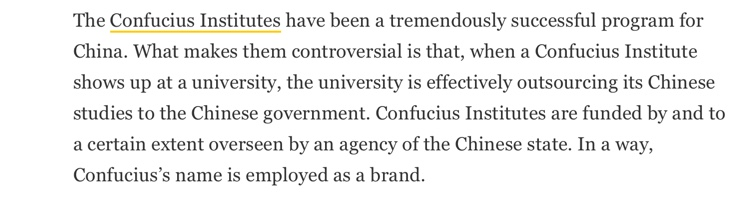 The Confucius Institutes have been a tremendously successful program for
China. What makes them controversial is that, when a Confucius Institute
shows up at a university, the university is effectively outsourcing its Chinese
studies to the Chinese government. Confucius Institutes are funded by and to
a certain extent overseen by an agency of the Chinese state. In a way,
Confucius’s name is employed as a brand.